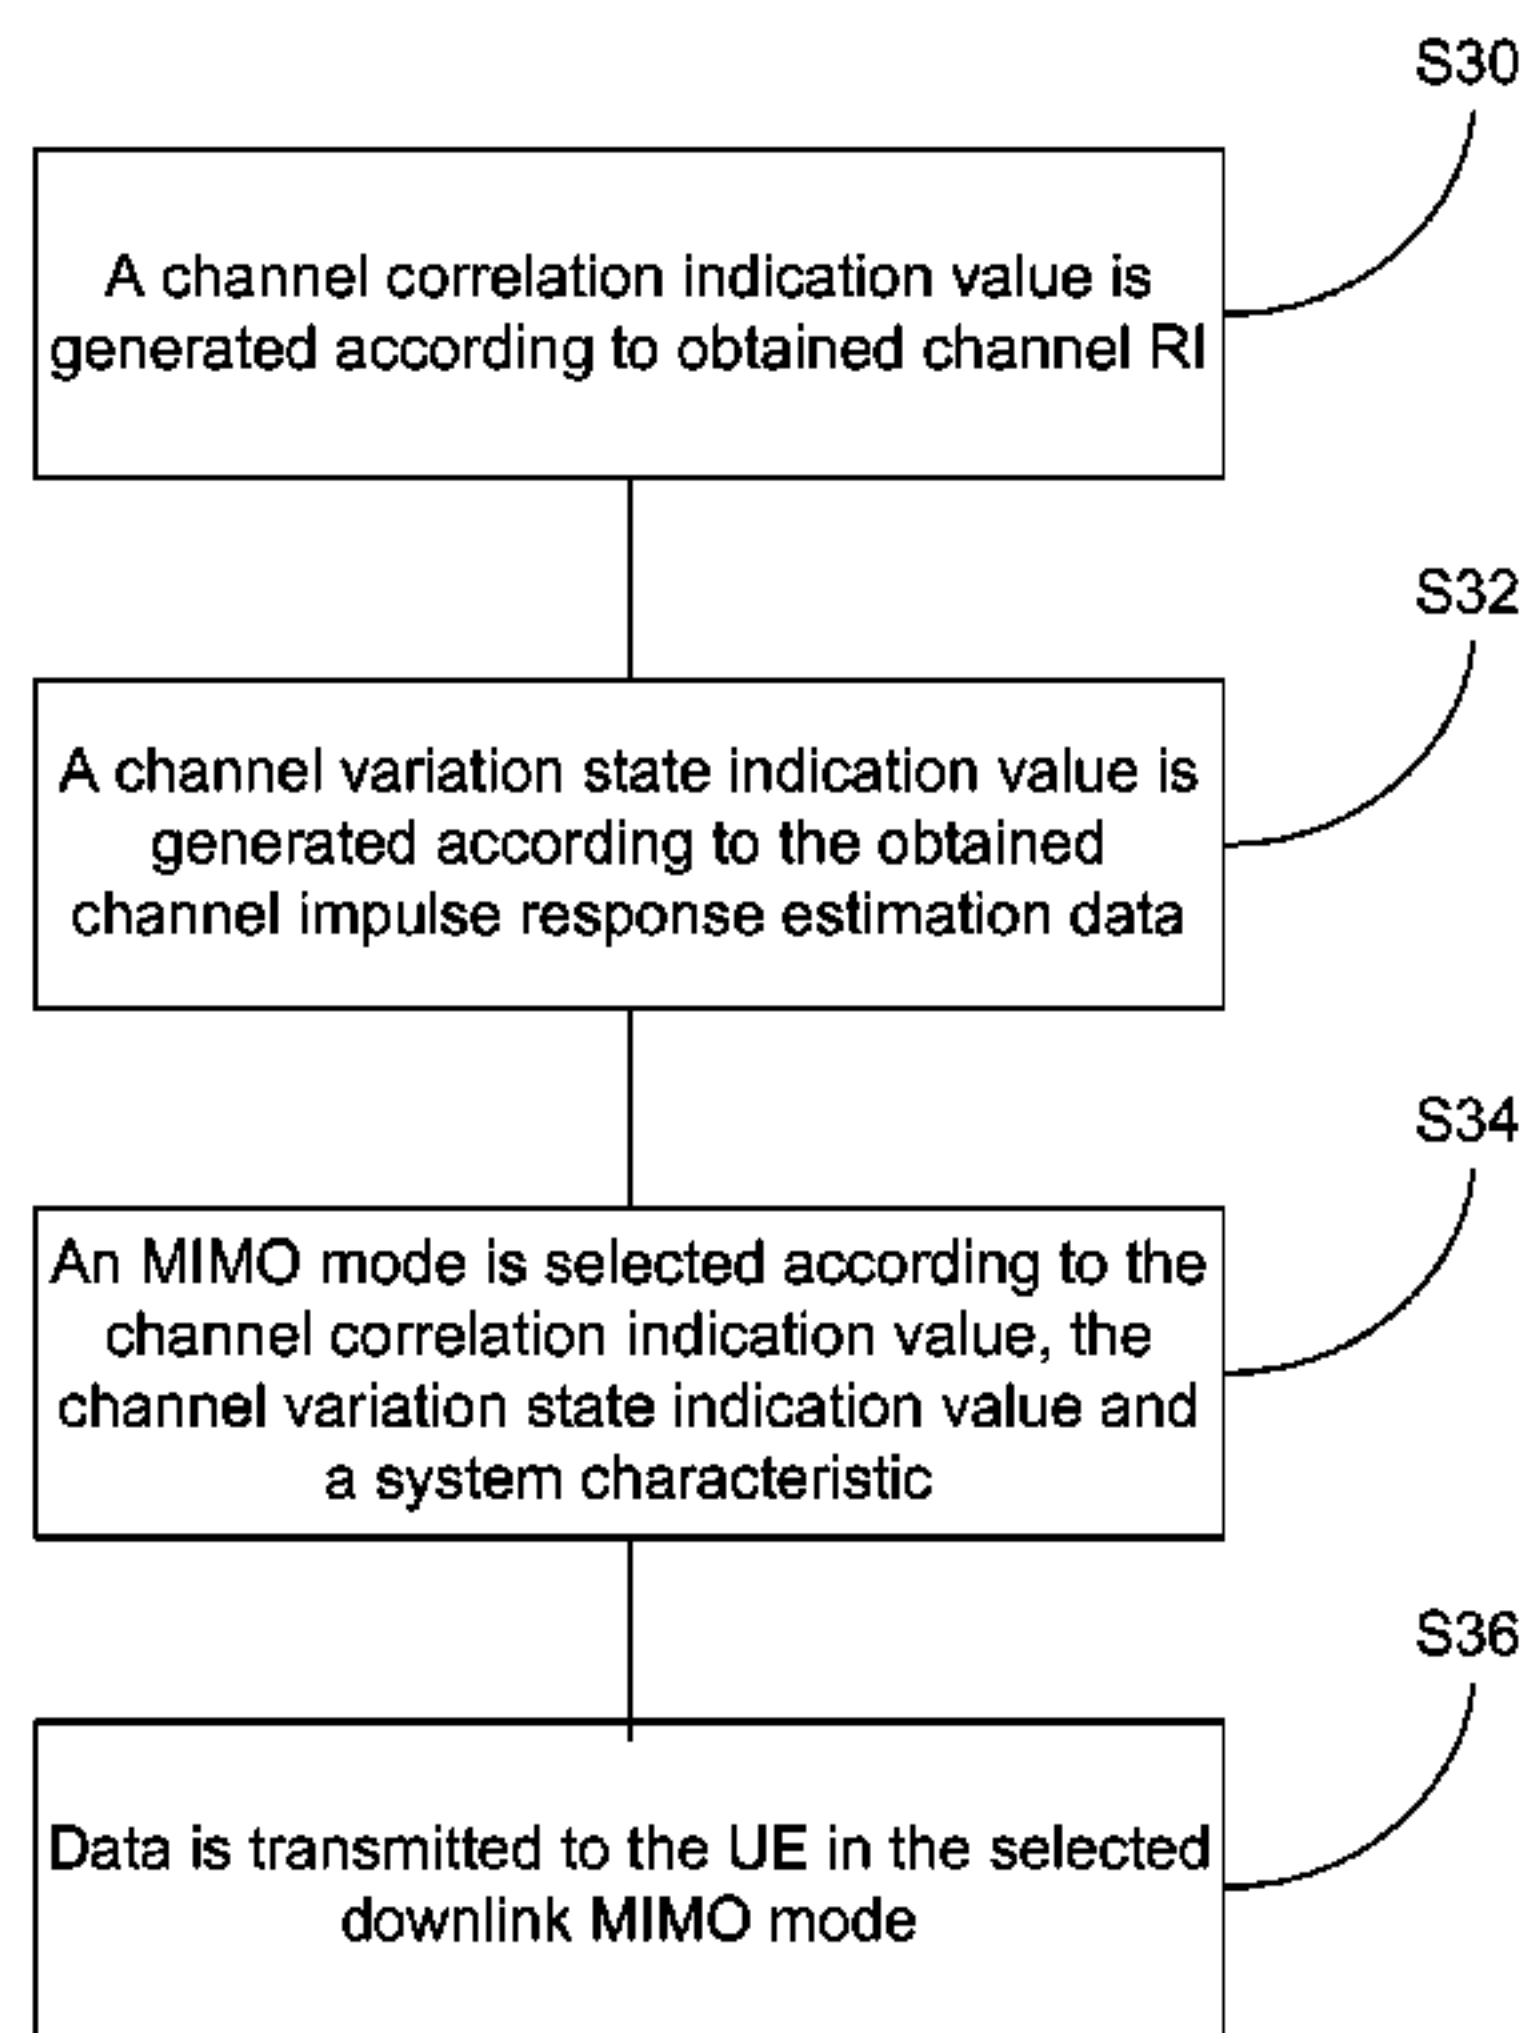 S30
A channel correlation indication value is
generated according to obtained channel RI
S32
A channel variation state indication value is
generated according to the obtained
channel impulse response estimation data
S34
An MIMO mode is selected according to the
channel correlation indication value, the
channel variation state indication value and
a system characteristic
S36
Data is transmitted to the UE in the selected
downlink MIMO mode